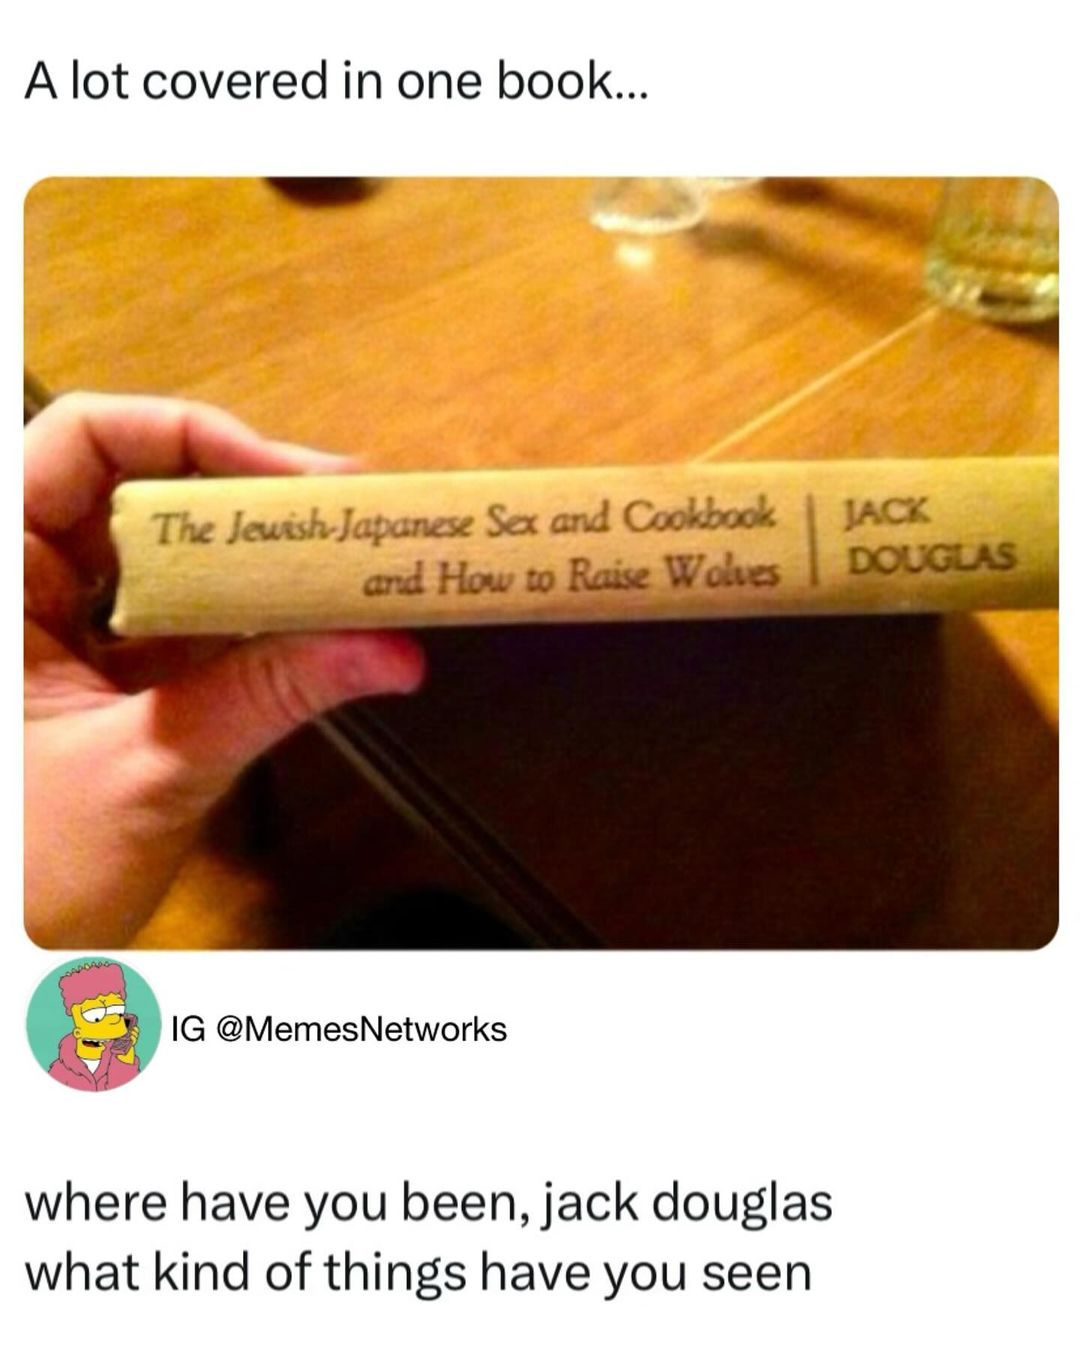 A lot covered in one book...
The Jewish-Japanese Sex and Cookbook
and How to Raise Wolves
JACK
DOUGLAS
IG @MemesNetworks
where have you been, jack douglas
what kind of things have you seen